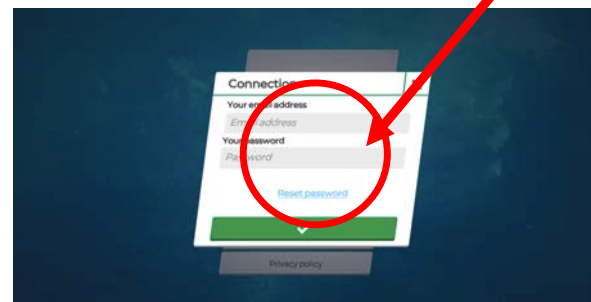 Connection
Your email address
Email address
Your password
Password
Reset password
Privacy policy